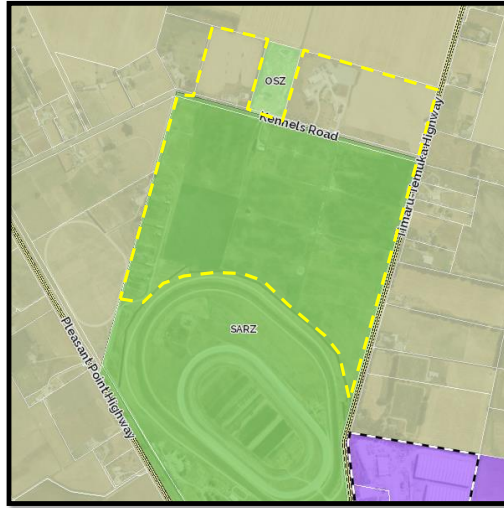 OSZ
Kennels Road
Timaru-Temuka Highway
SARZ
Pleasant Point Highway